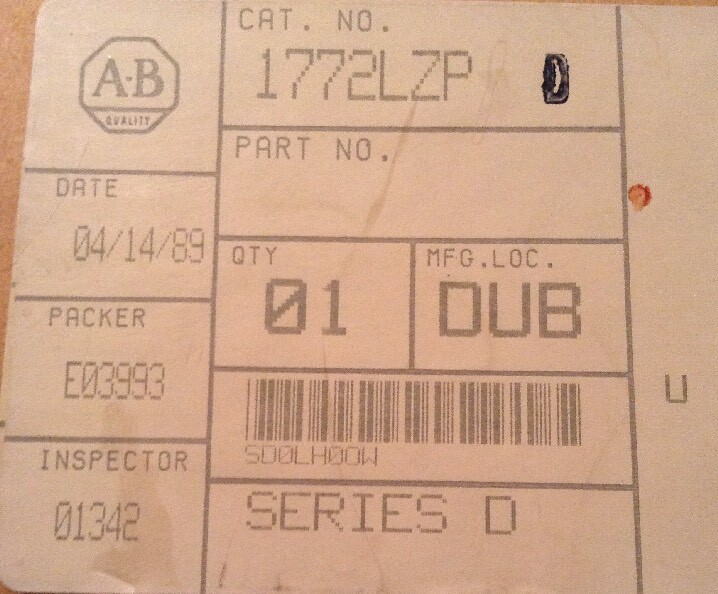 A-B
QUALITY
CAT. NO.
1772LZP D
PART NO.
DATE
04/14/89
QTY
01
MFG.LOC.
DUB
PACKER
E03993
SD0LH00W
U
INSPECTOR
01342
SERIES D